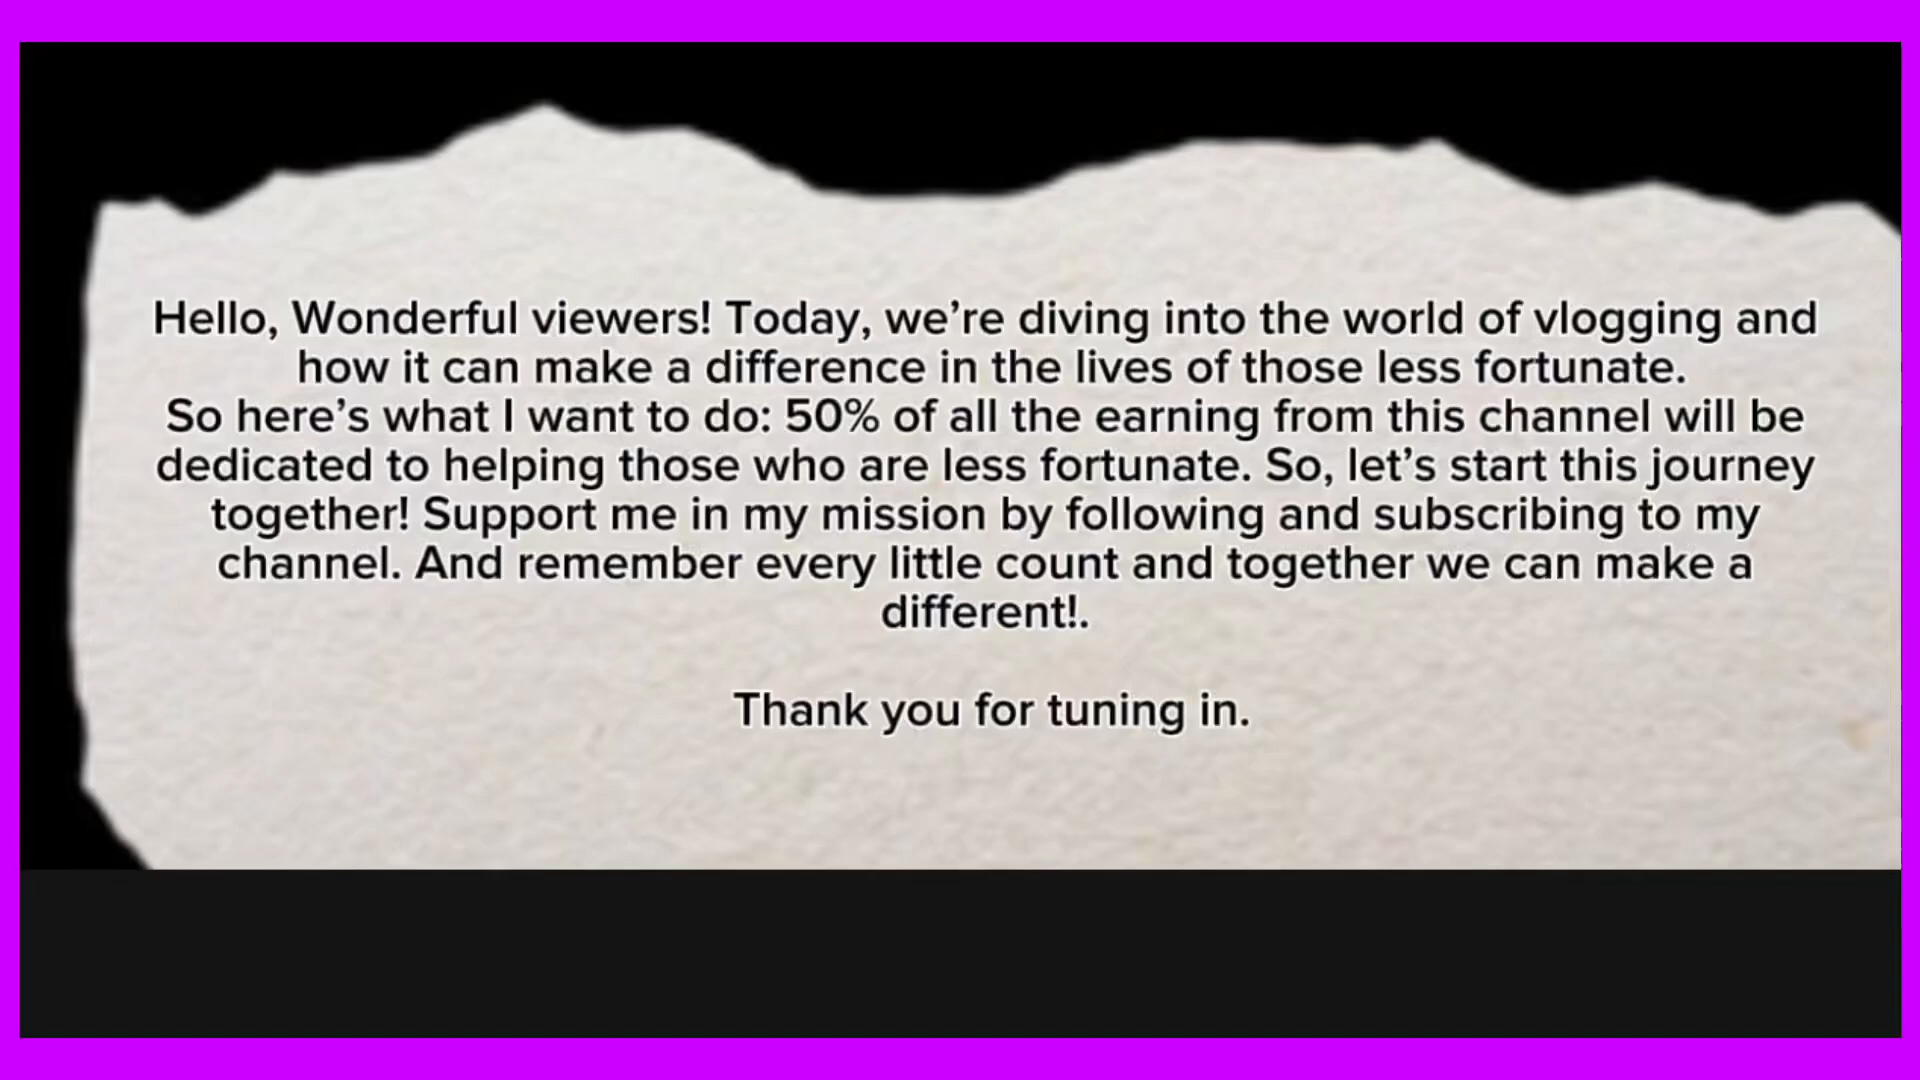 Hello, Wonderful viewers! Today, we’re diving into the world of vlogging and
how it can make a difference in the lives of those less fortunate.
So here’s what I want to do: 50% of all the earning from this channel will be
dedicated to helping those who are less fortunate. So, let’s start this journey
together! Support me in my mission by following and subscribing to my
channel. And remember every little count and together we can make a
different!.
Thank you for tuning in.